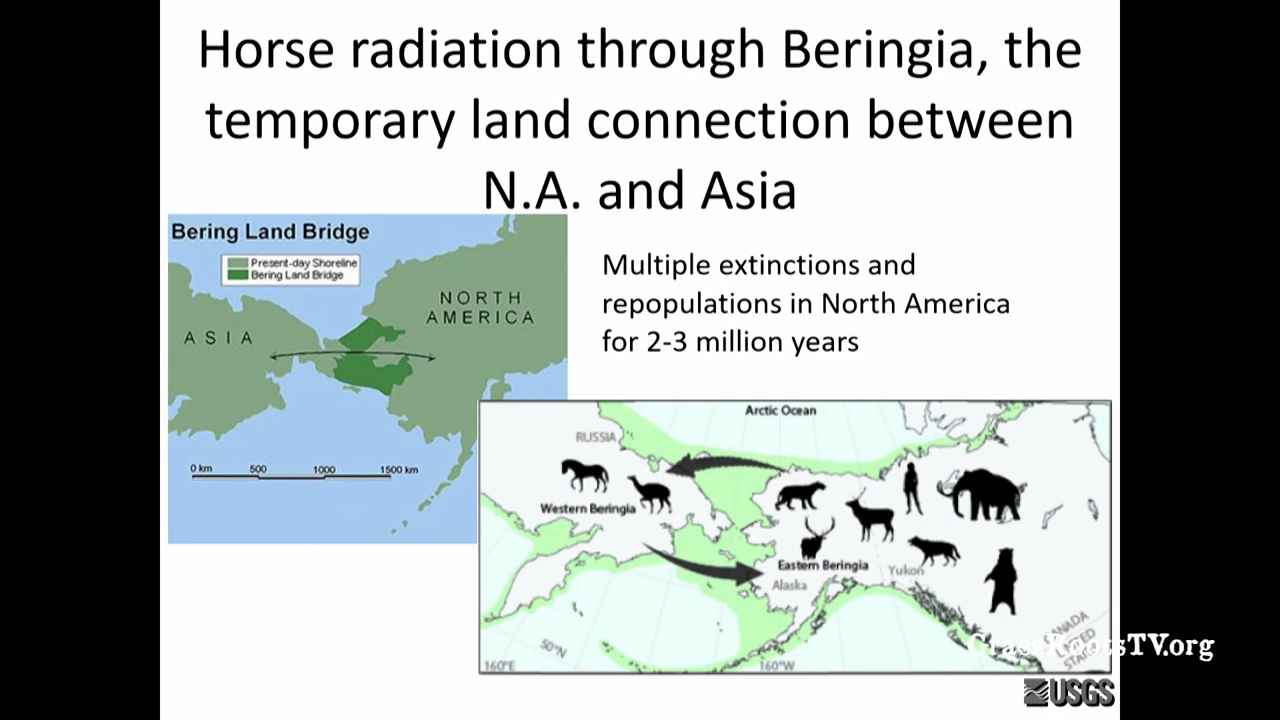 Horse radiation through Beringia, the
temporary land connection between
N.A. and Asia
Bering Land Bridge
Present-day Shoreline
Bering Land Bridge
NORTH
AMERICA
ASIA
0 km 500 1000 1500 km
Multiple extinctions and
repopulations in North America
for 2-3 million years
Arctic Ocean
RUSSIA
Western Beringia
Eastern Beringia
Alaska
Yukon
CANADA
UNITED
STATES
50°N
160°E
160°W
GrassRootsTV.org
USGS